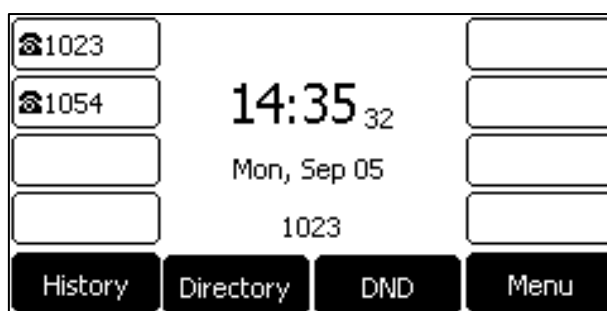 ☎1023
☎1054
14:35 32
Mon, Sep 05
1023
History Directory DND Menu